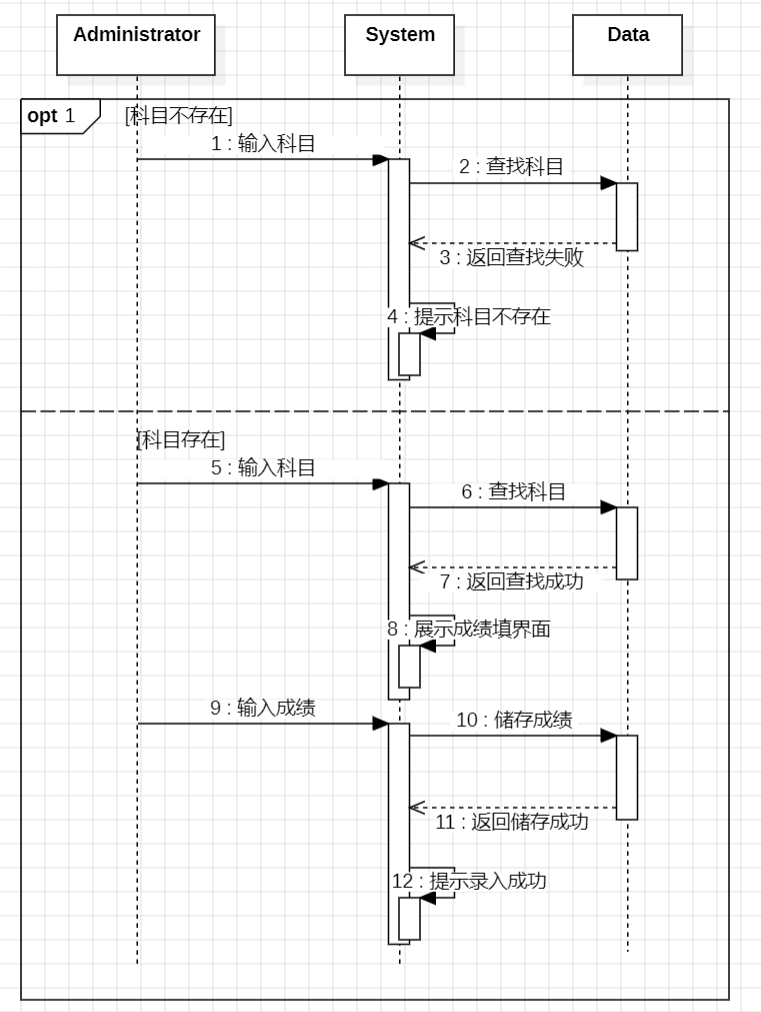 Administrator
System
Data
opt 1
[科目不存在]
1 : 输入科目
2 : 查找科目
3 : 返回查找失败
4 : 提示科目不存在
[科目存在]
5 : 输入科目
6 : 查找科目
7 : 返回查找成功
8 : 展示成绩填界面
9 : 输入成绩
10 : 储存成绩
11 : 返回储存成功
12 : 提示录入成功